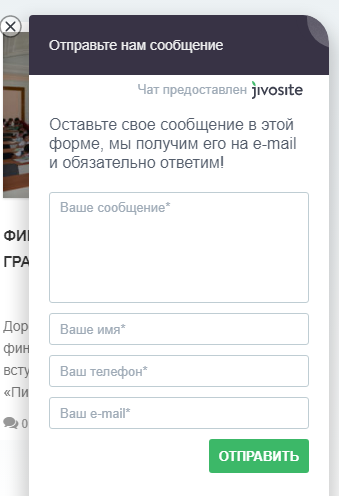 Отправьте нам сообщение
Чат предоставлен jivosite
Оставьте свое сообщение в этой
форме, мы получим его на e-mail
и обязательно ответим!
Ваше сообщение*
Ваше имя*
Ваш телефон*
Ваш e-mail*
ОТПРАВИТЬ
ФИ
ГРА
Дор
фин
всту
«Пи
0